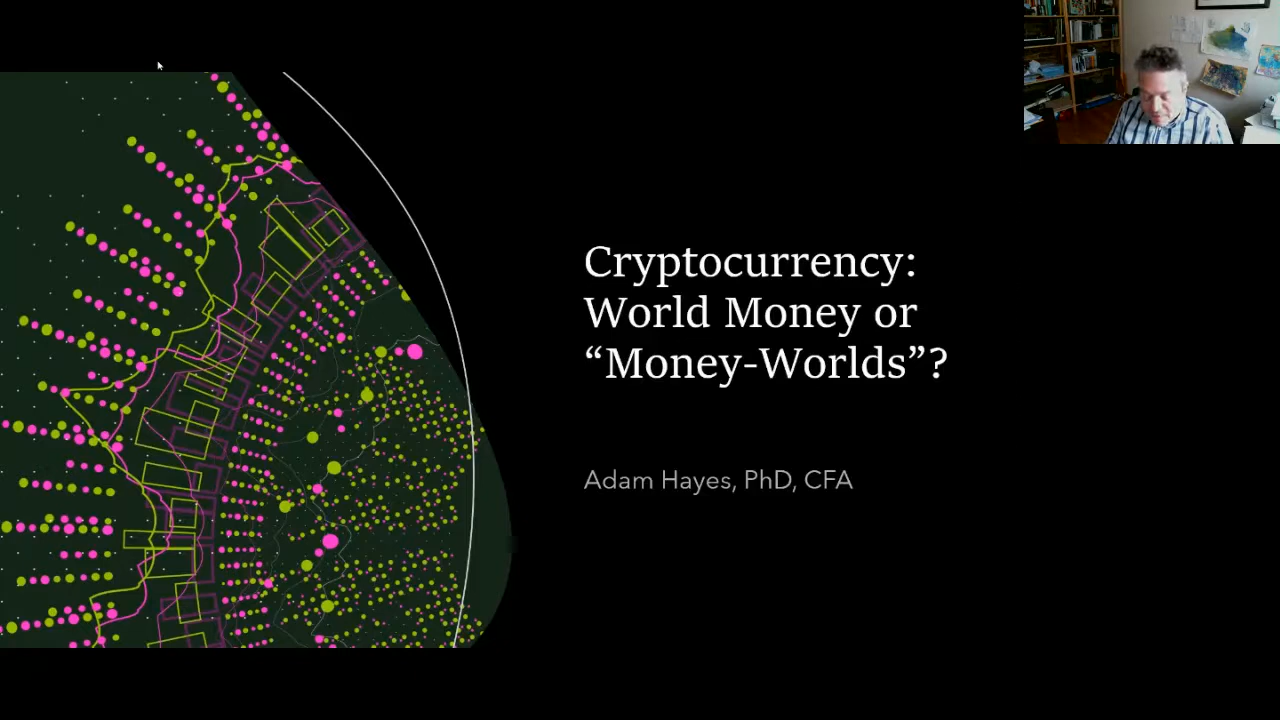 Cryptocurrency:
World Money or
“Money-Worlds”?
Adam Hayes, PhD, CFA